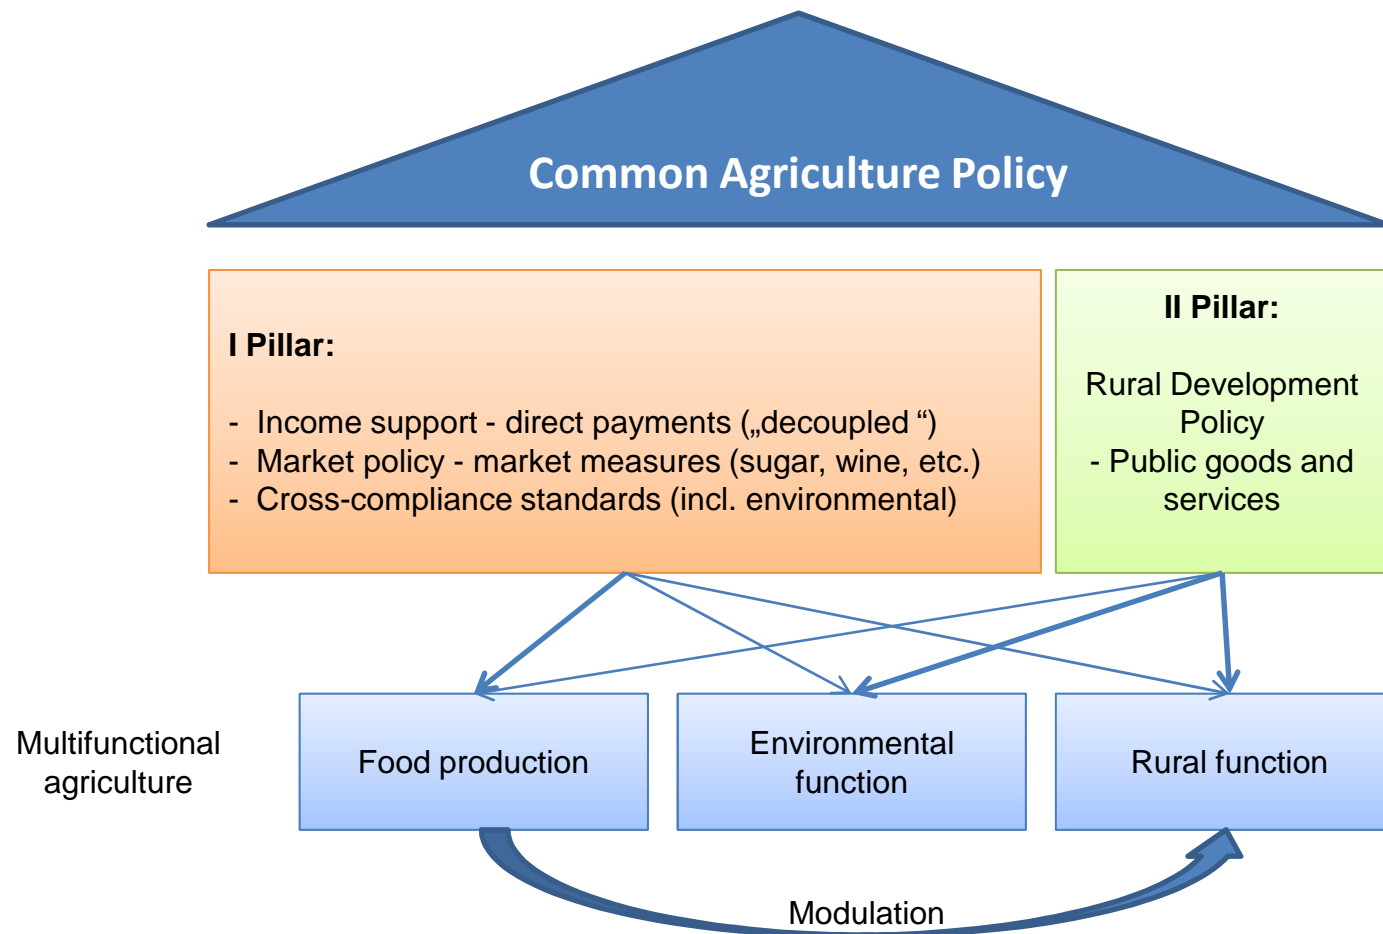 Common Agriculture Policy
I Pillar:
- Income support - direct payments („decoupled “)
- Market policy - market measures (sugar, wine, etc.)
- Cross-compliance standards (incl. environmental)
II Pillar:
Rural Development
Policy
- Public goods and
services
Multifunctional
agriculture
Food production
Environmental
function
Rural function
Modulation